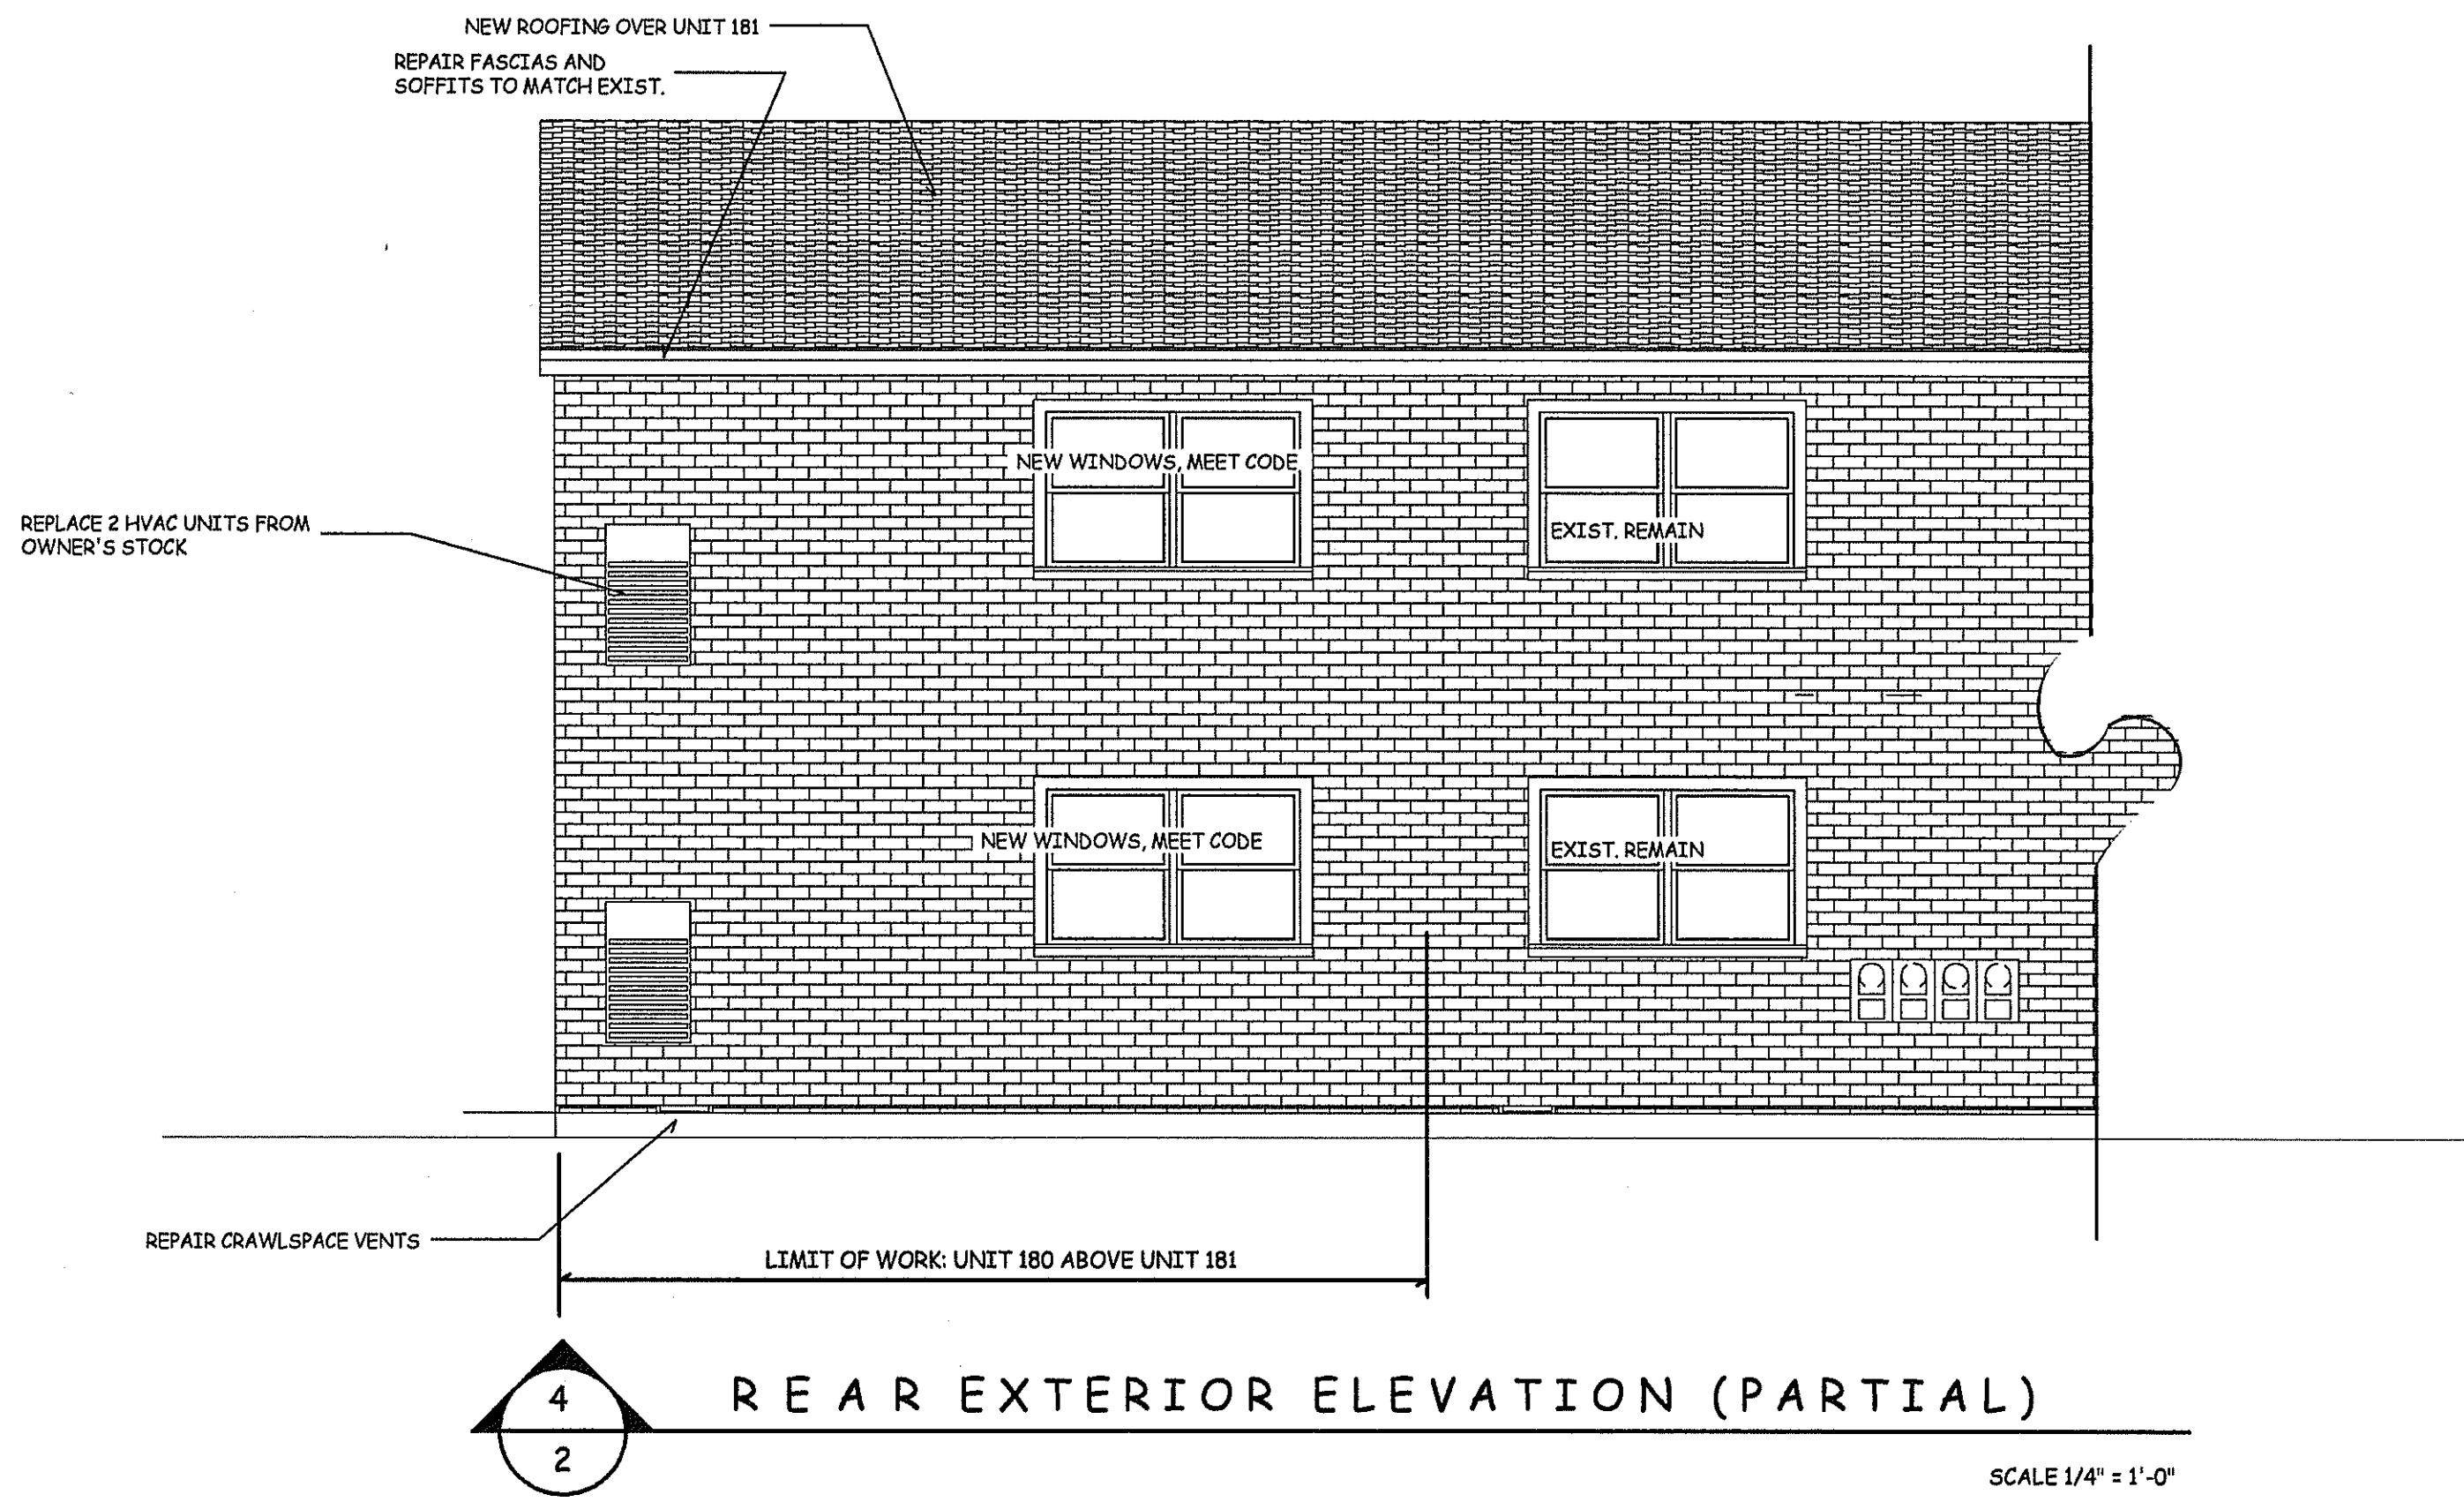 NEW ROOFING OVER UNIT 181
REPAIR FASCIAS AND
SOFFITS TO MATCH EXIST.
NEW WINDOWS, MEET CODE
EXIST. REMAIN
REPLACE 2 HVAC UNITS FROM
OWNER'S STOCK
NEW WINDOWS, MEET CODE
EXIST. REMAIN
REPAIR CRAWLSPACE VENTS
LIMIT OF WORK: UNIT 180 ABOVE UNIT 181
4
2
REAR EXTERIOR ELEVATION (PARTIAL)
SCALE 1/4" = 1'-0"